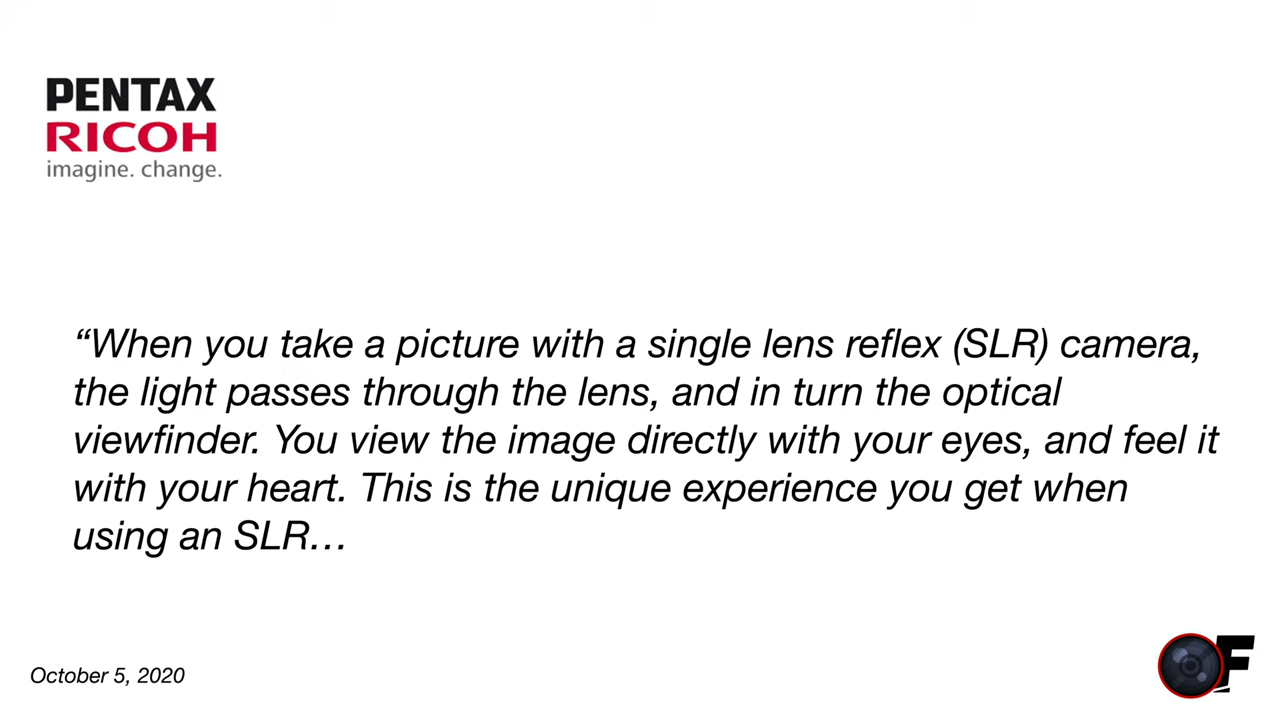 PENTAX
RICOH
imagine. change.
“When you take a picture with a single lens reflex (SLR) camera,
the light passes through the lens, and in turn the optical
viewfinder. You view the image directly with your eyes, and feel it
with your heart. This is the unique experience you get when
using an SLR…
October 5, 2020
F